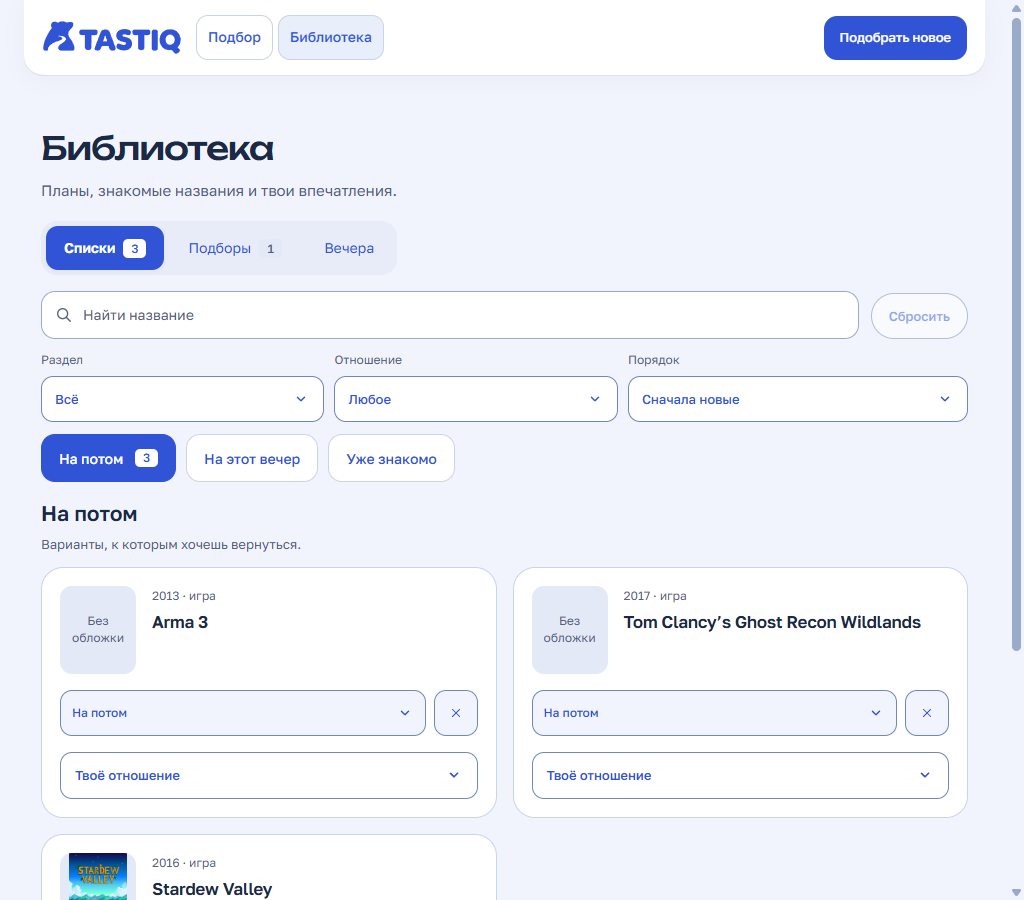 TASTIQ
Подбор
Библиотека
Подобрать новое
Библиотека
Планы, знакомые названия и твои впечатления.
Списки 3
Подборы 1
Вечера
Найти название
Сбросить
Раздел
Отношение
Порядок
Всё
Любое
Сначала новые
На потом 3
На этот вечер
Уже знакомо
На потом
Варианты, к которым хочешь вернуться.
Без
обложки
2013 · игра
Arma 3
На потом
Твоё отношение
Без
обложки
2017 · игра
Tom Clancy’s Ghost Recon Wildlands
На потом
Твоё отношение
STARDEW
VALLEY
2016 · игра
Stardew Valley